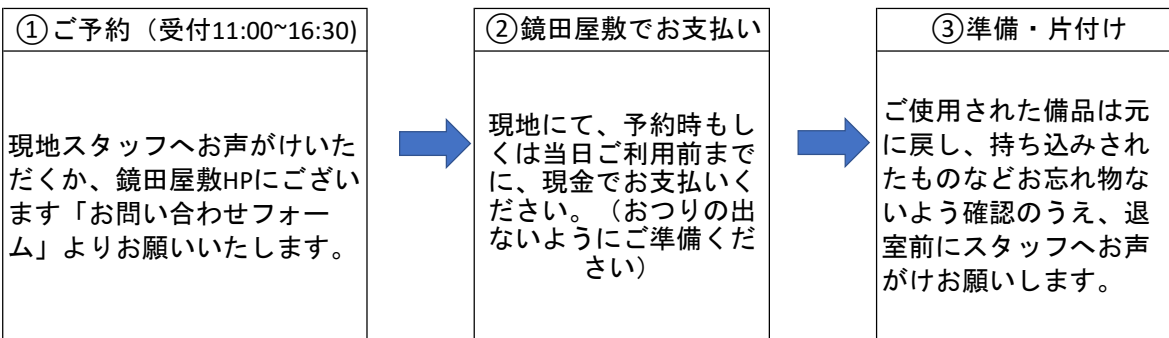 ①ご予約（受付11:00~16:30)
現地スタッフへお声がけいた
だくか、鏡田屋敷HPにござい
ます「お問い合わせフォー
ム」よりお願いいたします。
②鏡田屋敷でお支払い
現地にて、予約時もし
くは当日ご利用前まで
に、現金でお支払いく
ださい。（おつりの出
ないようにご準備くだ
さい）
③準備・片付け
ご使用された備品は元
に戻し、持ち込みされ
たものなどお忘れ物な
いよう確認のうえ、退
室前にスタッフへお声
がけお願いします。